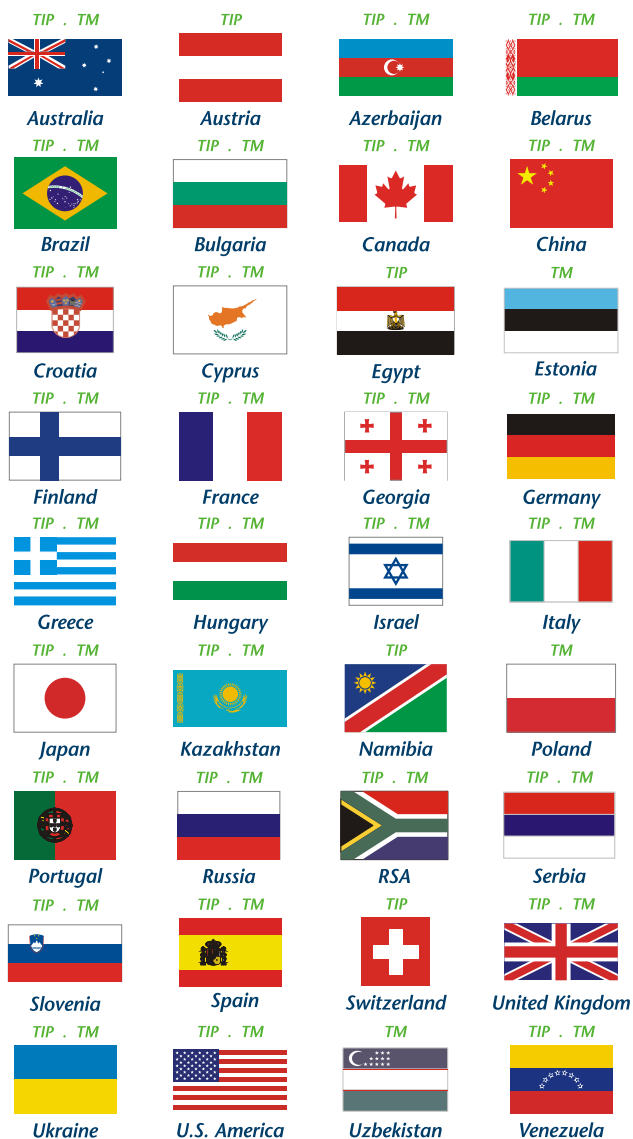 TIP . TM TIP TIP . TM TIP . TM
Australia Austria Azerbaijan Belarus
TIP . TM TIP . TM TIP . TM TIP . TM
Brazil Bulgaria Canada China
TIP . TM TIP . TM TIP TM
Croatia Cyprus Egypt Estonia
TIP . TM TIP . TM TIP . TM TIP . TM
Finland France Georgia Germany
TIP . TM TIP . TM TIP . TM TIP . TM
Greece Hungary Israel Italy
TIP . TM TIP . TM TIP TM
Japan Kazakhstan Namibia Poland
TIP . TM TIP . TM TIP . TM TIP . TM
Portugal Russia RSA Serbia
TIP . TM TIP . TM TIP TIP . TM
Slovenia Spain Switzerland United Kingdom
TIP . TM TIP . TM TM TIP . TM
Ukraine U.S. America Uzbekistan Venezuela